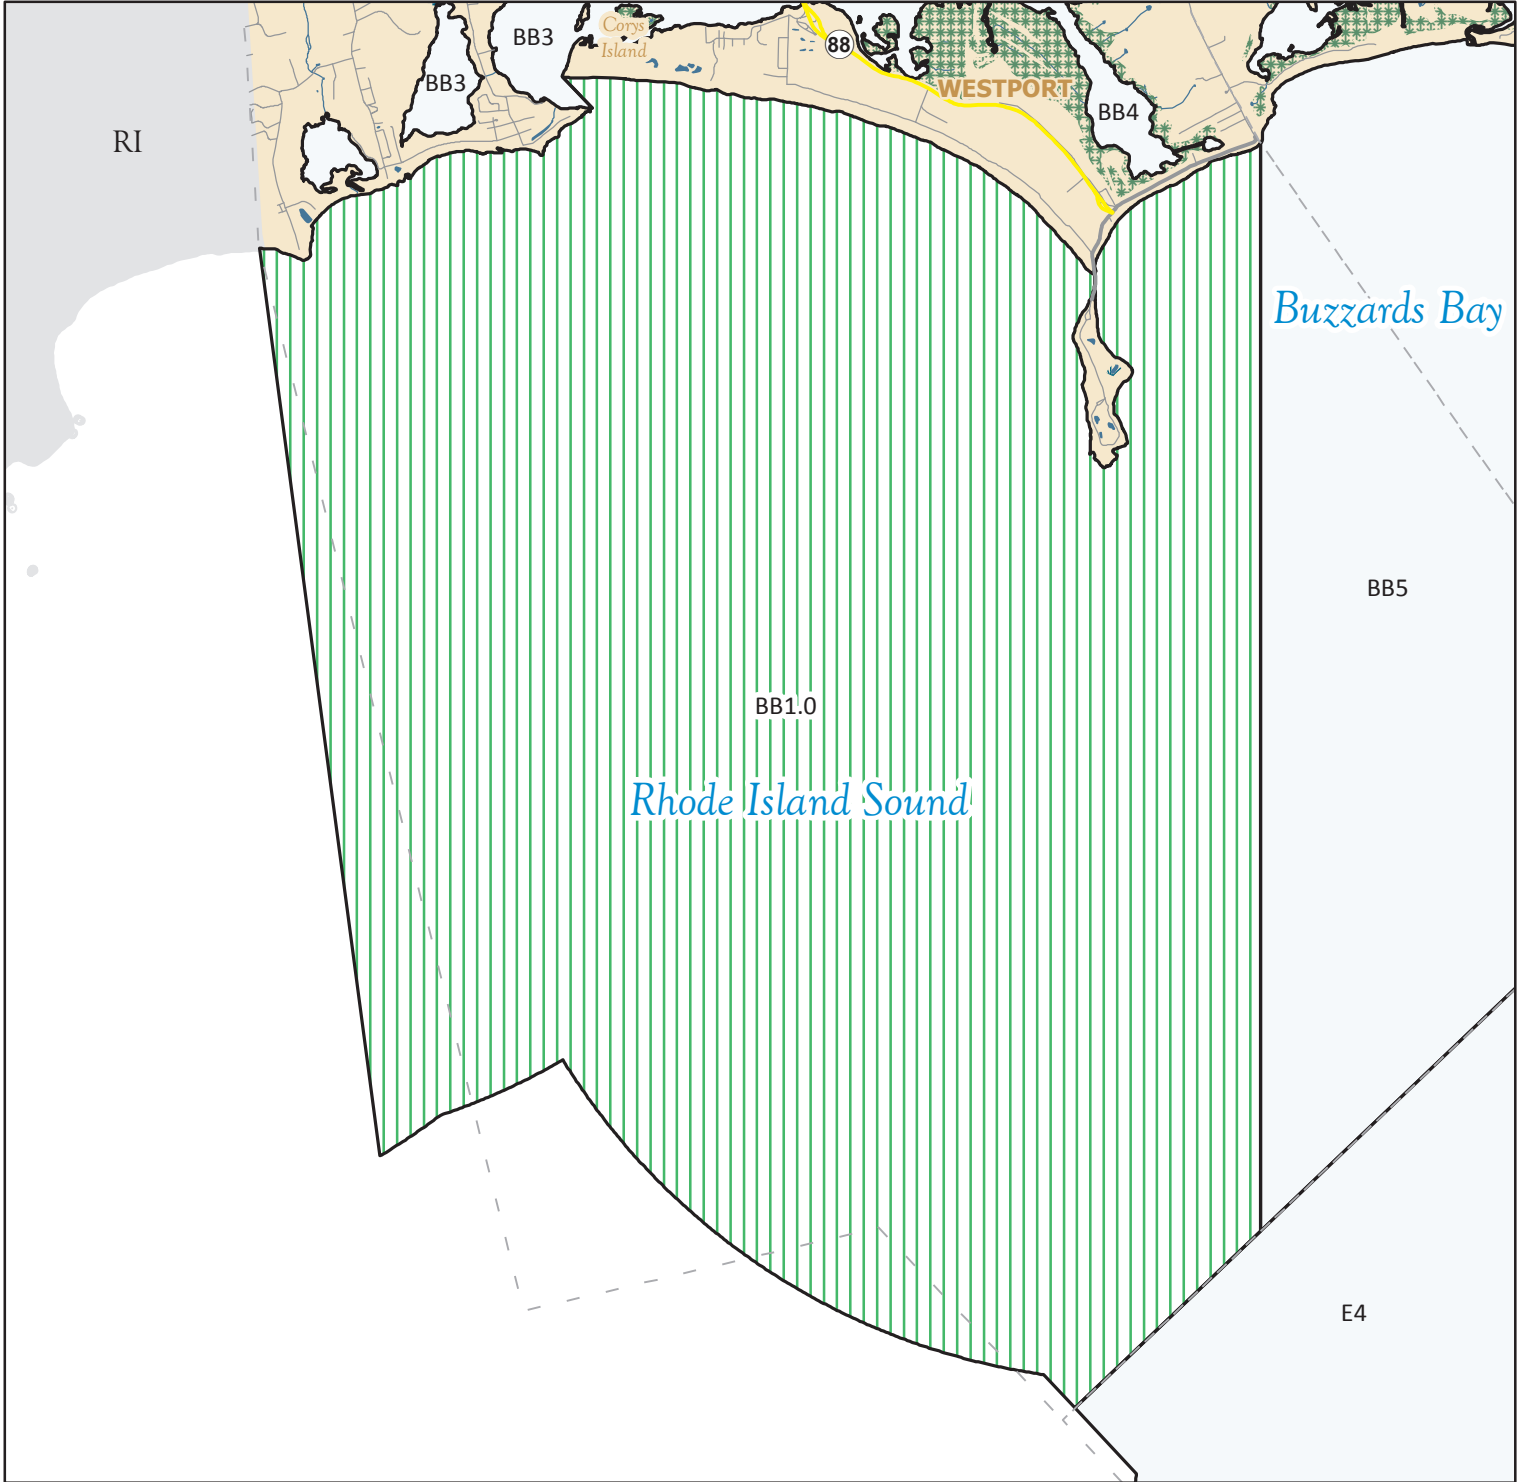 Corys
Island
BB3
88
BB3
WESTPORT
BB4
RI
Buzzards Bay
BB5
BB1.0
Rhode Island Sound
E4